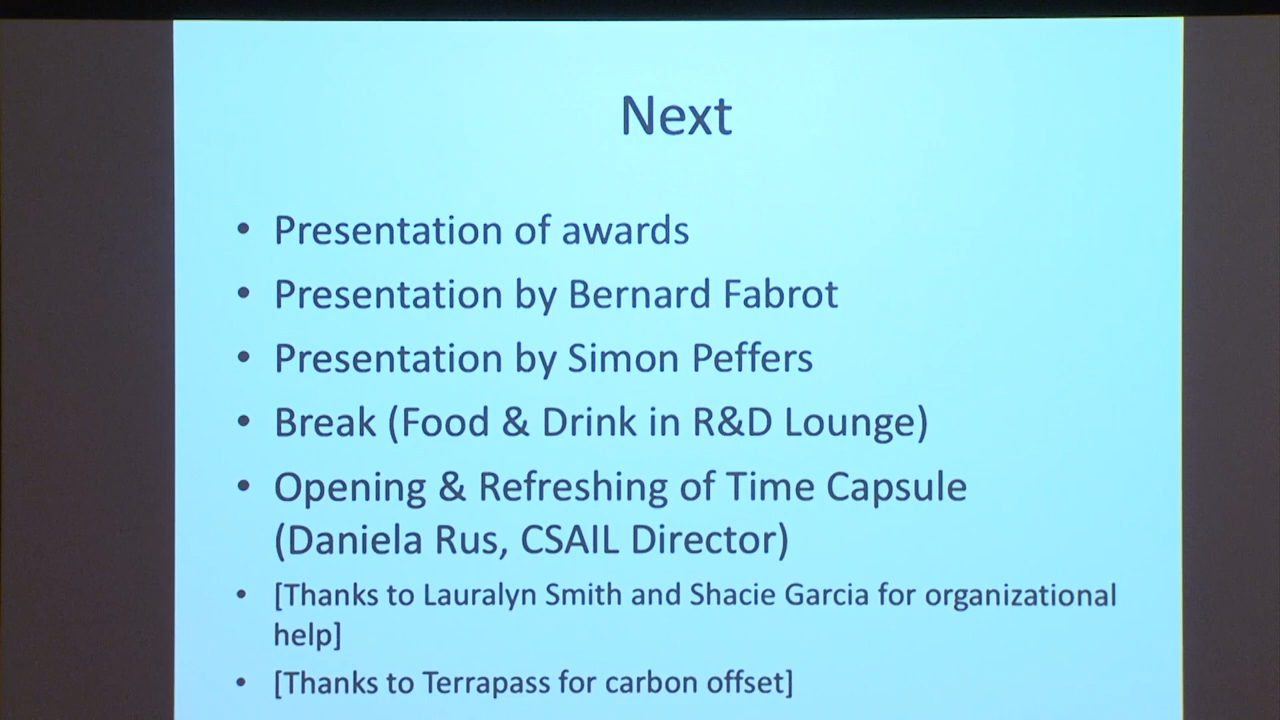 Next
• Presentation of awards
• Presentation by Bernard Fabrot
• Presentation by Simon Peffers
• Break (Food & Drink in R&D Lounge)
• Opening & Refreshing of Time Capsule
(Daniela Rus, CSAIL Director)
• [Thanks to Lauralyn Smith and Shacie Garcia for organizational
help]
• [Thanks to Terrapass for carbon offset]